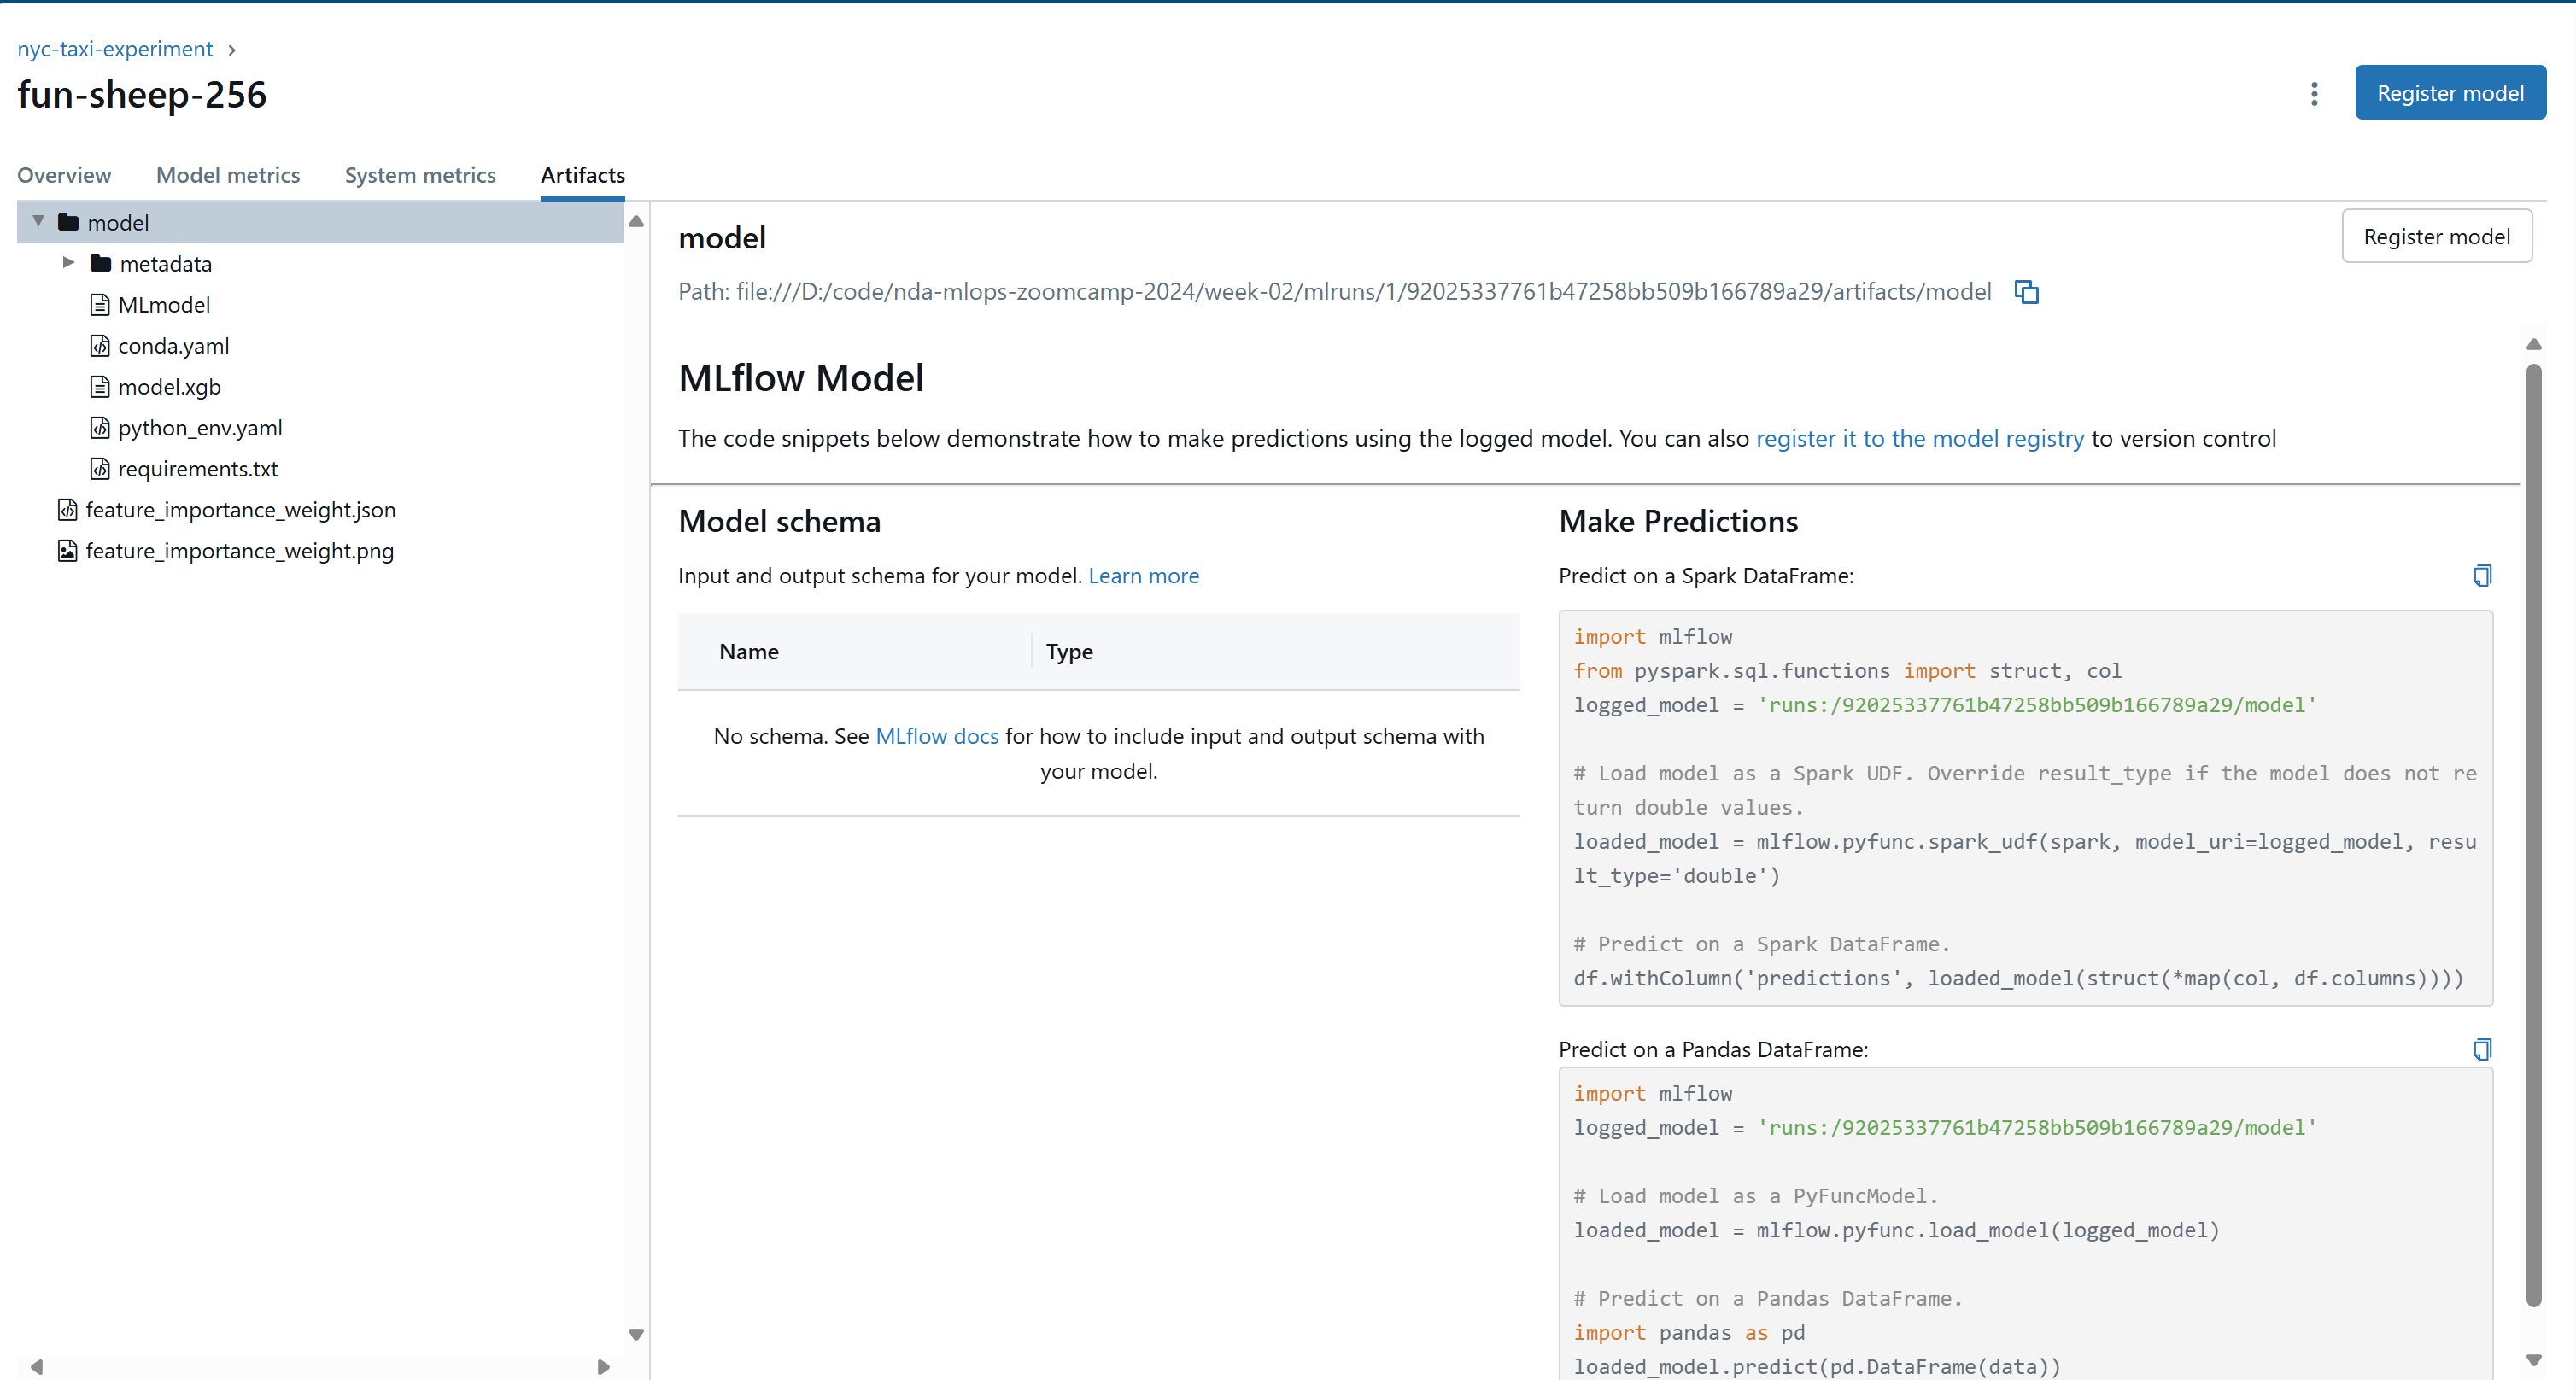 nyc-taxi-experiment
fun-sheep-256
Register model
Overview Model metrics System metrics Artifacts
model
metadata
MLmodel
conda.yaml
model.xgb
python_env.yaml
requirements.txt
feature_importance_weight.json
feature_importance_weight.png
model
Register model
Path: file:///D:/code/nda-mlops-zoomcamp-2024/week-02/mlruns/1/92025337761b47258bb509b166789a29/artifacts/model
MLflow Model
The code snippets below demonstrate how to make predictions using the logged model. You can also register it to the model registry to version control
Model schema
Input and output schema for your model. Learn more
Name Type
No schema. See MLflow docs for how to include input and output schema with
your model.
Make Predictions
Predict on a Spark DataFrame:
import mlflow
from pyspark.sql.functions import struct, col
logged_model = 'runs:/92025337761b47258bb509b166789a29/model'
# Load model as a Spark UDF. Override result_type if the model does not re
turn double values.
loaded_model = mlflow.pyfunc.spark_udf(spark, model_uri=logged_model, resu
lt_type='double')
# Predict on a Spark DataFrame.
df.withColumn('predictions', loaded_model(struct(*map(col, df.columns))))
Predict on a Pandas DataFrame:
import mlflow
logged_model = 'runs:/92025337761b47258bb509b166789a29/model'
# Load model as a PyFuncModel.
loaded_model = mlflow.pyfunc.load_model(logged_model)
# Predict on a Pandas DataFrame.
import pandas as pd
loaded_model.predict(pd.DataFrame(data))